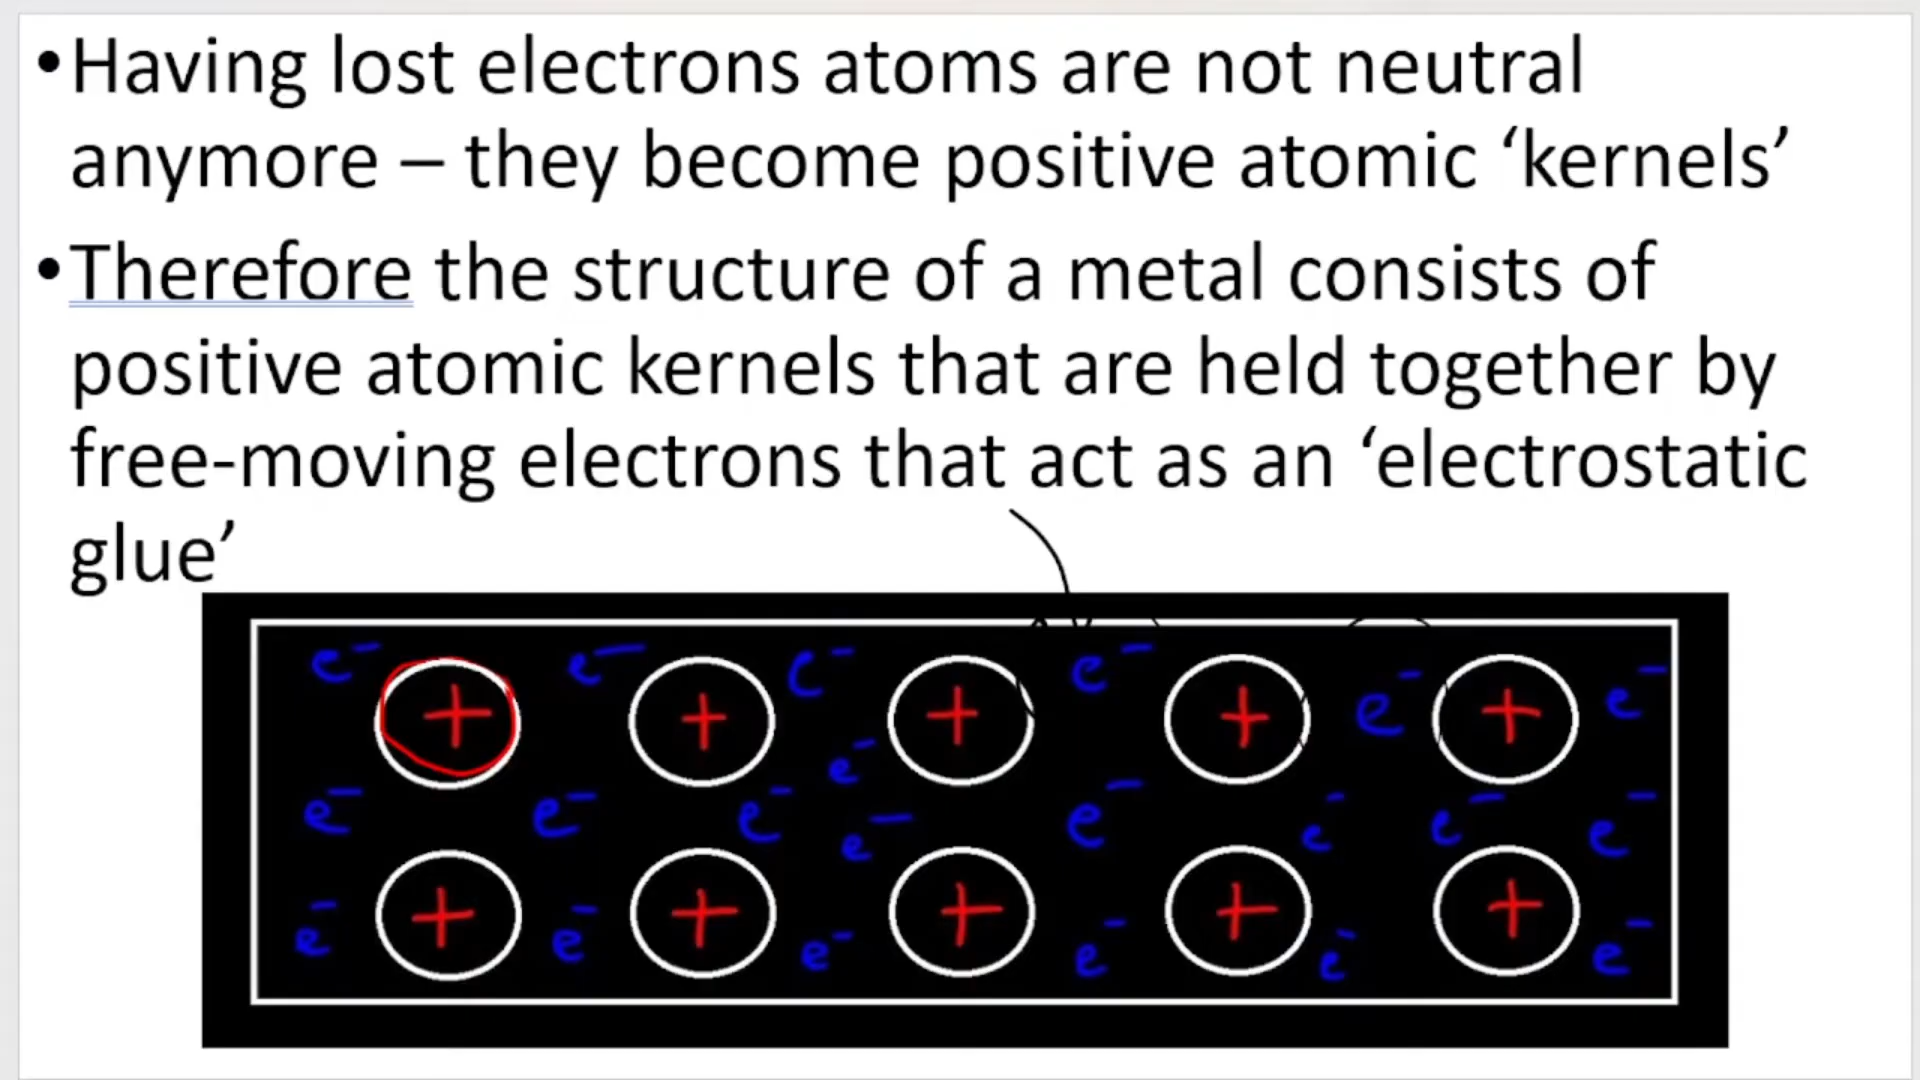 •Having lost electrons atoms are not neutral
anymore – they become positive atomic ‘kernels’
•Therefore the structure of a metal consists of
positive atomic kernels that are held together by
free-moving electrons that act as an ‘electrostatic
glue’
e⁻ e⁻ e⁻ e⁻ e⁻ e⁻
+ + + + +
e⁻ e⁻ e⁻ e⁻ e⁻ e⁻ e⁻ e⁻ e⁻
+ + + + +
e⁻ e⁻ e⁻ e⁻ e⁻ e⁻